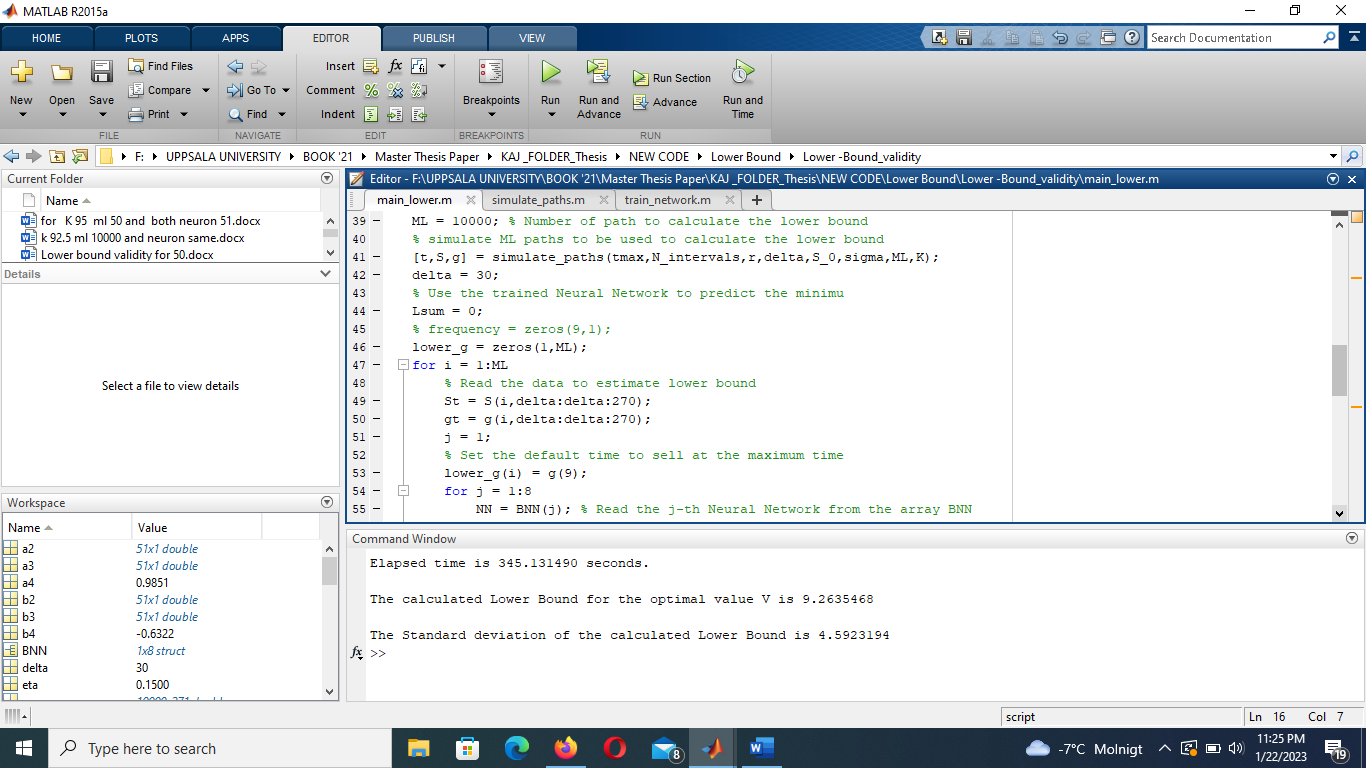 MATLAB R2015a
HOME PLOTS APPS EDITOR PUBLISH VIEW
Search Documentation
New Open Save
Find Files
Compare
Print
FILE
Go To
Find
NAVIGATE
Insert fx
Comment
Indent
EDIT
Breakpoints
BREAKPOINTS
Run
Run and Advance
Run Section
Advance
Run and Time
RUN
F: UPPSALA UNIVERSITY BOOK '21 Master Thesis Paper KAJ _FOLDER_Thesis NEW CODE Lower Bound Lower -Bound_validity
Current Folder
Name
for K 95 ml 50 and both neuron 51.docx
k 92.5 ml 10000 and neuron same.docx
Lower bound validity for 50.docx
Details
Select a file to view details
Workspace
Name Value
a2 51x1 double
a3 51x1 double
a4 0.9851
b2 51x1 double
b3 51x1 double
b4 -0.6322
BNN 1x8 struct
delta 30
eta 0.1500
Editor - F:\UPPSALA UNIVERSITY\BOOK '21\Master Thesis Paper\KAJ _FOLDER_Thesis\NEW CODE\Lower Bound\Lower -Bound_validity\main_lower.m
main_lower.m simulate_paths.m train_network.m
39 ML = 10000; % Number of path to calculate the lower bound
40 % simulate ML paths to be used to calculate the lower bound
41 [t,S,g] = simulate_paths(tmax,N_intervals,r,delta,S_0,sigma,ML,K);
42 delta = 30;
43 % Use the trained Neural Network to predict the minimu
44 Lsum = 0;
45 % frequency = zeros(9,1);
46 lower_g = zeros(1,ML);
47 for i = 1:ML
48 % Read the data to estimate lower bound
49 St = S(i,delta:delta:270);
50 gt = g(i,delta:delta:270);
51 j = 1;
52 % Set the default time to sell at the maximum time
53 lower_g(i) = g(9);
54 for j = 1:8
55 NN = BNN(j); % Read the j-th Neural Network from the array BNN
Command Window
Elapsed time is 345.131490 seconds.
The calculated Lower Bound for the optimal value V is 9.2635468
The Standard deviation of the calculated Lower Bound is 4.5923194
fx >>
script Ln 16 Col 7
Type here to search
8
-7°C Molnigt
11:25 PM
1/22/2023
19